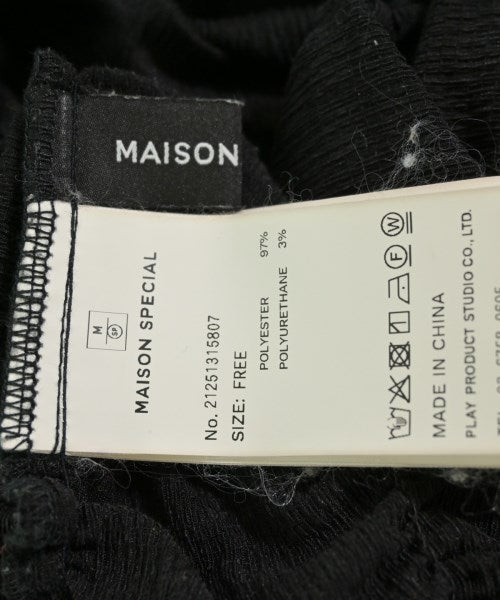 MAISON
M
SP
MAISON SPECIAL
No. 21251315807
SIZE: FREE
POLYESTER 97%
POLYURETHANE 3%
F W
MADE IN CHINA
PLAY PRODUCT STUDIO CO., LTD.